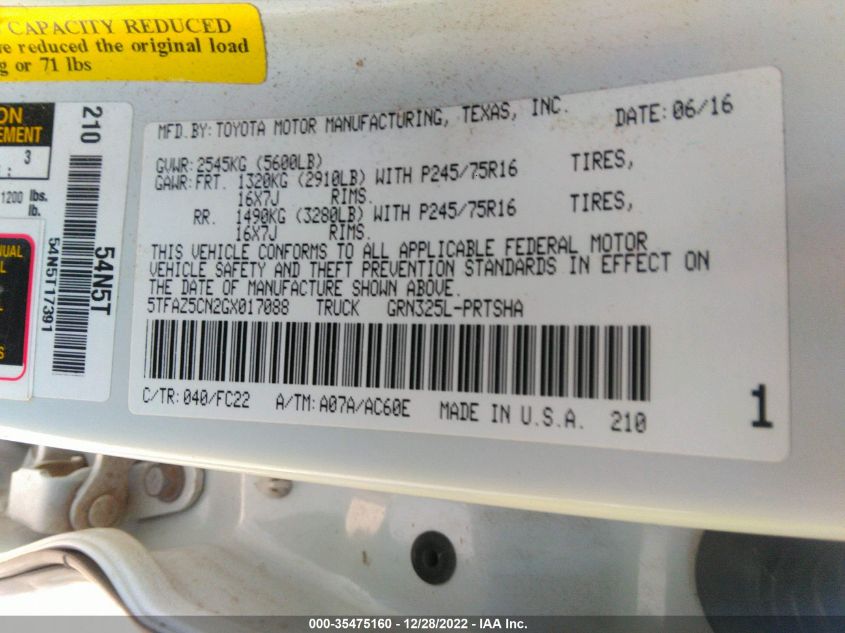 CAPACITY REDUCED
we reduced the original load
g or 71 lbs
ON
EMENT
: 3
1200 lbs.
lb.
NUAL
L
S
210
54N5T
54N5T17391
MFD.BY:TOYOTA MOTOR MANUFACTURING, TEXAS, INC. DATE:06/16
GVWR:2545KG (5600LB)
GAWR:FRT. 1320KG (2910LB) WITH P245/75R16 TIRES,
16X7J RIMS.
RR. 1490KG (3280LB) WITH P245/75R16 TIRES,
16X7J RIMS.
THIS VEHICLE CONFORMS TO ALL APPLICABLE FEDERAL MOTOR
VEHICLE SAFETY AND THEFT PREVENTION STANDARDS IN EFFECT ON
THE DATE OF MANUFACTURE SHOWN ABOVE.
5TFAZ5CN2GX017088 TRUCK GRN325L-PRTSHA
C/TR:040/FC22 A/TM:A07A/AC60E MADE IN U.S.A. 210
1
000-35475160 - 12/28/2022 - IAA Inc.